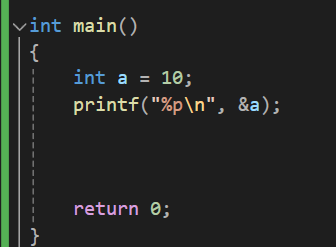 int main()
{
    int a = 10;
    printf("%p\n", &a);
    return 0;
}